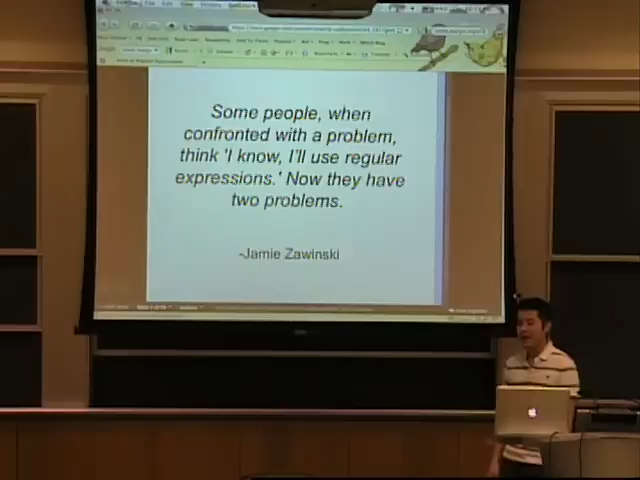 Some people, when
confronted with a problem,
think 'I know, I'll use regular
expressions.' Now they have
two problems.
-Jamie Zawinski